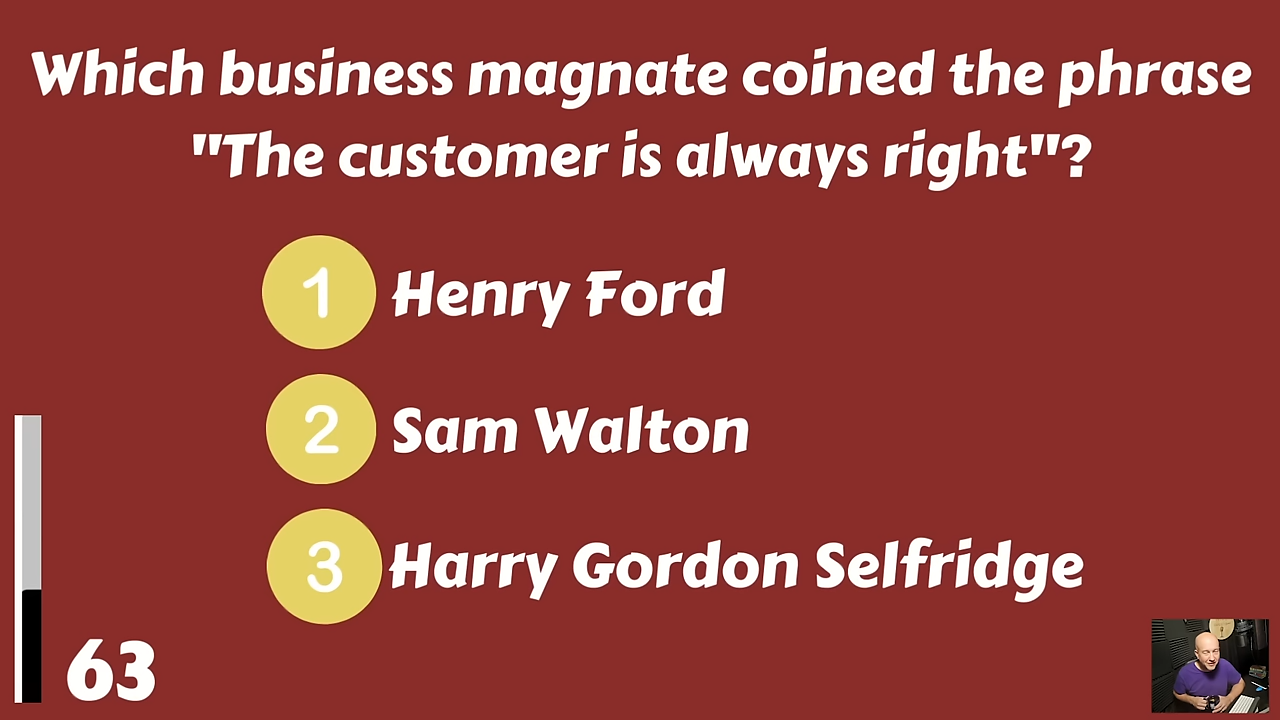 Which business magnate coined the phrase
"The customer is always right"?
1 Henry Ford
2 Sam Walton
3 Harry Gordon Selfridge
63